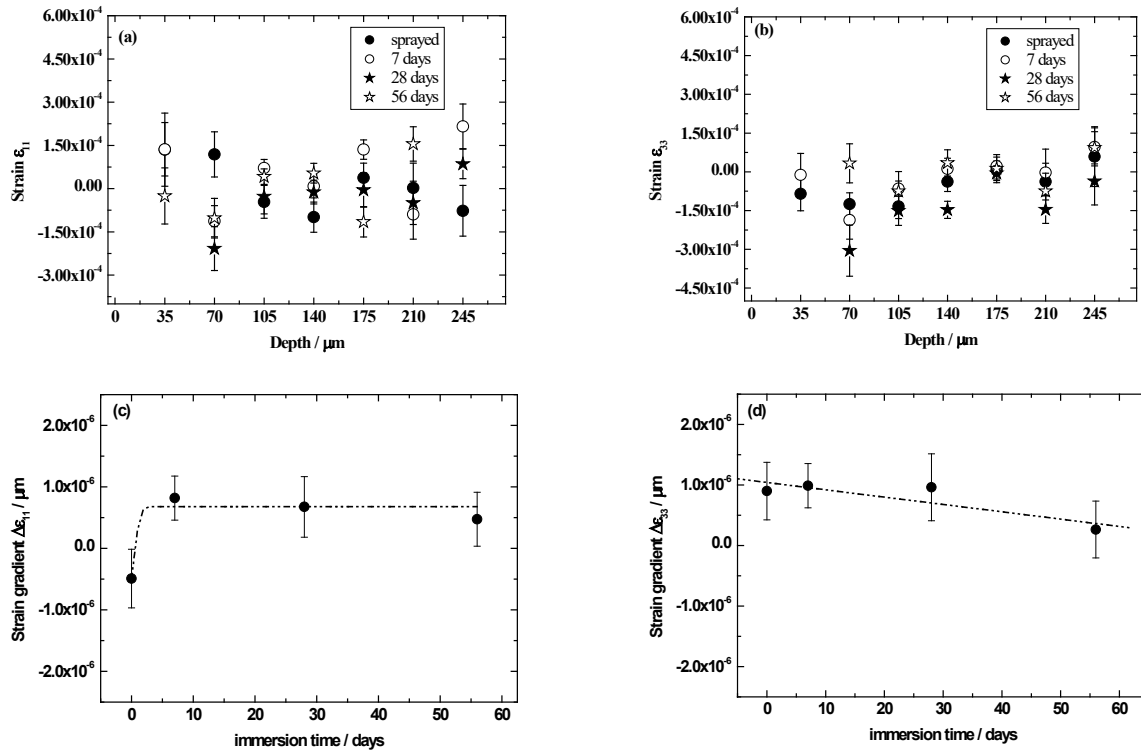 (a)
sprayed
7 days
28 days
56 days
6.00x10⁻⁴
4.50x10⁻⁴
3.00x10⁻⁴
1.50x10⁻⁴
0.00
-1.50x10⁻⁴
-3.00x10⁻⁴
Strain ε₁₁
0 35 70 105 140 175 210 245
Depth / μm
(b)
sprayed
7 days
28 days
56 days
6.00x10⁻⁴
4.50x10⁻⁴
3.00x10⁻⁴
1.50x10⁻⁴
0.00
-1.50x10⁻⁴
-3.00x10⁻⁴
-4.50x10⁻⁴
Strain ε₃₃
0 35 70 105 140 175 210 245
Depth / μm
(c)
2.0x10⁻⁶
1.0x10⁻⁶
0.0
-1.0x10⁻⁶
-2.0x10⁻⁶
Strain gradient Δε₁₁ / μm
0 10 20 30 40 50 60
immersion time / days
(d)
2.0x10⁻⁶
1.0x10⁻⁶
0.0
-1.0x10⁻⁶
-2.0x10⁻⁶
Strain gradient Δε₃₃ / μm
0 10 20 30 40 50 60
immersion time / days